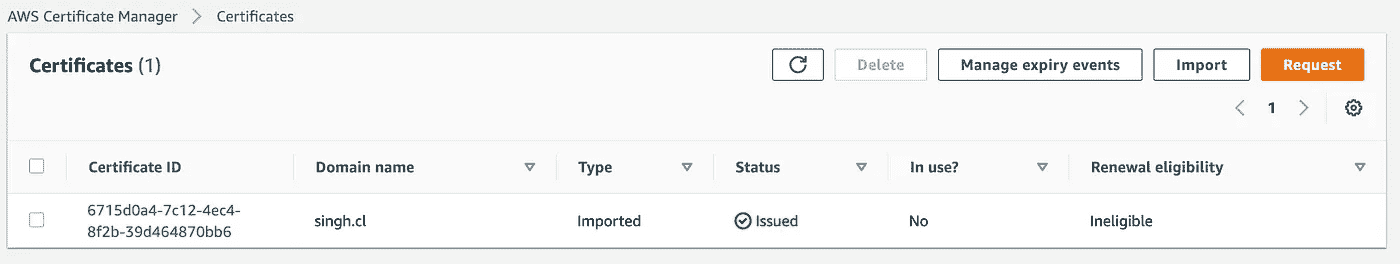 AWS Certificate Manager > Certificates
Certificates (1)
Delete
Manage expiry events
Import
Request
1
Certificate ID Domain name Type Status In use? Renewal eligibility
6715d0a4-7c12-4ec4-
8f2b-39d464870bb6
singh.cl Imported Issued No Ineligible